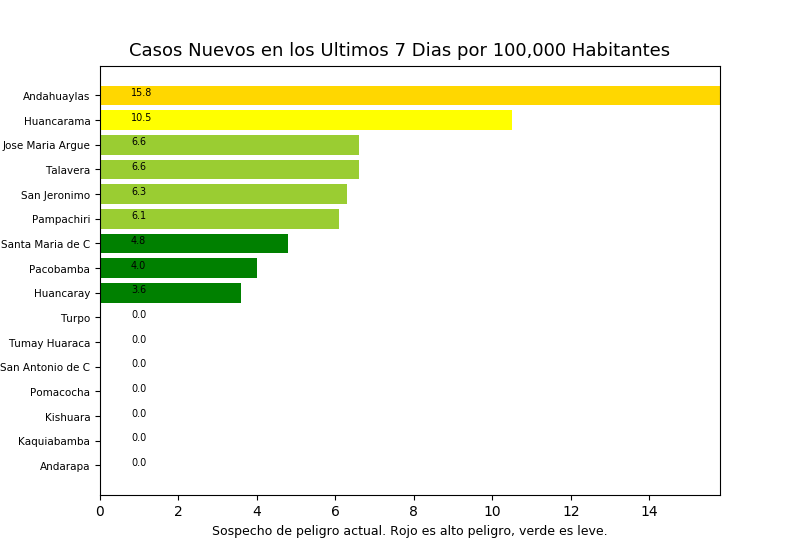 Casos Nuevos en los Ultimos 7 Dias por 100,000 Habitantes
Andahuaylas 15.8
Huancarama 10.5
Jose Maria Argue 6.6
Talavera 6.6
San Jeronimo 6.3
Pampachiri 6.1
Santa Maria de C 4.8
Pacobamba 4.0
Huancaray 3.6
Turpo 0.0
Tumay Huaraca 0.0
San Antonio de C 0.0
Pomacocha 0.0
Kishuara 0.0
Kaquiabamba 0.0
Andarapa 0.0
0 2 4 6 8 10 12 14
Sospecho de peligro actual. Rojo es alto peligro, verde es leve.